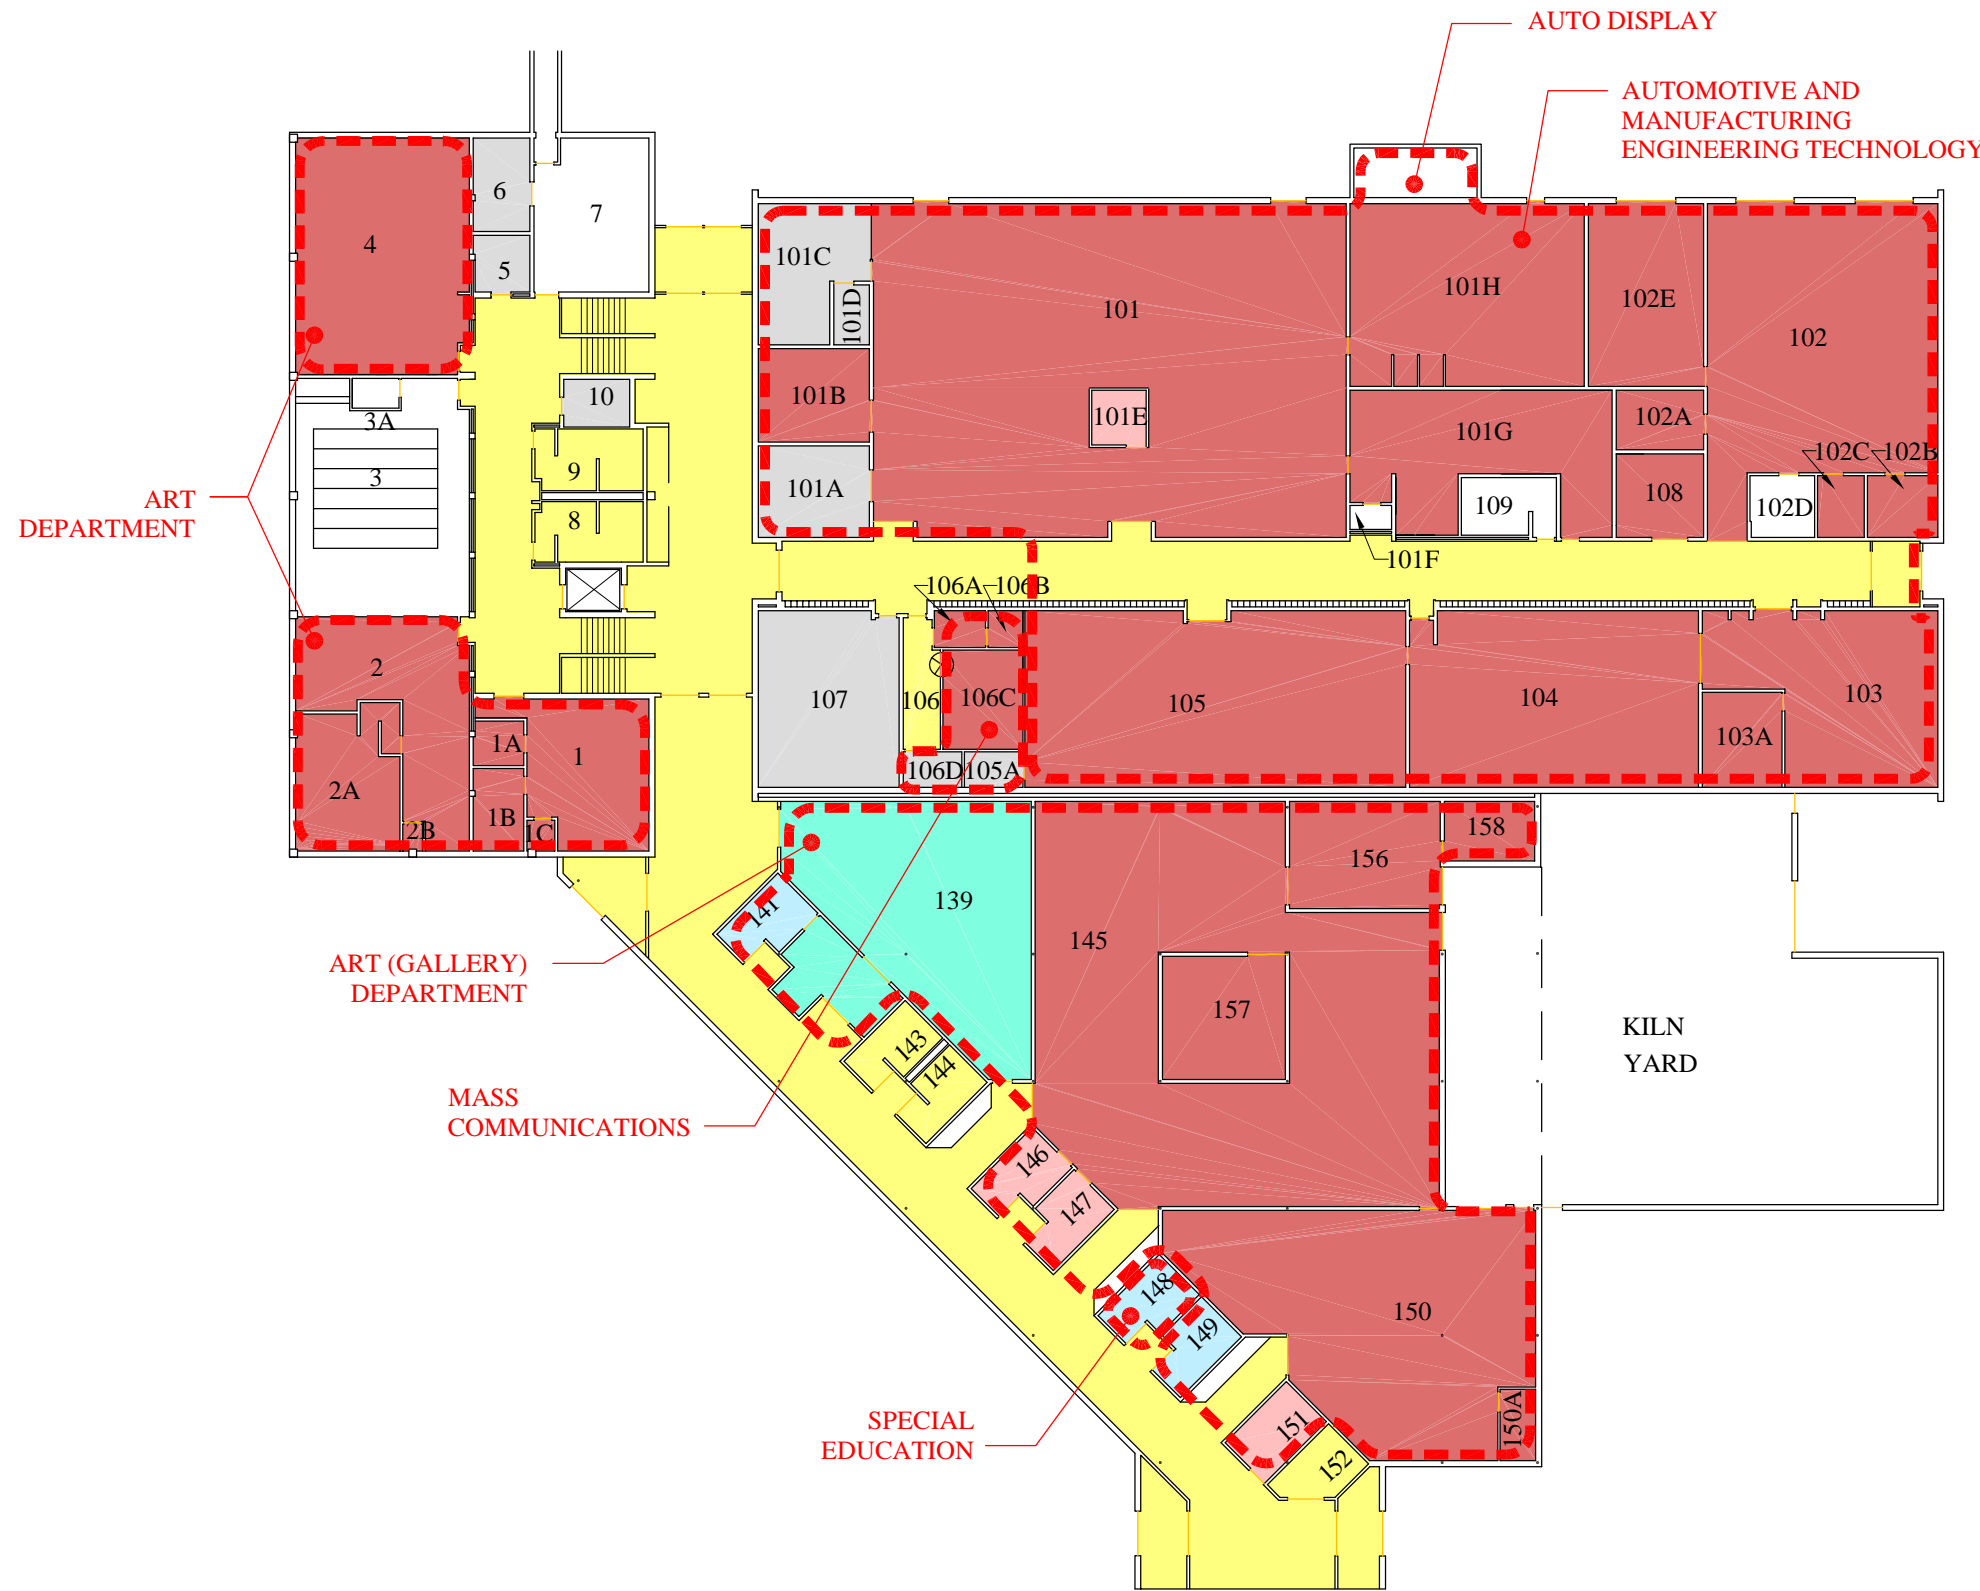 AUTO DISPLAY
AUTOMOTIVE AND
MANUFACTURING
ENGINEERING TECHNOLOGY
6
7
4
5
101C
101D
101
101H
102E
102
101B
10
3A
101E
102A
101G
102C
102B
9
3
101A
108
109
102D
8
ART
DEPARTMENT
101F
106A
106B
2
107
106
106C
105
104
103
1A
1
103A
2A
106D
105A
1B
2B
1C
158
156
139
141
145
ART (GALLERY)
DEPARTMENT
157
KILN
YARD
143
144
MASS
COMMUNICATIONS
146
147
148
150
149
SPECIAL
EDUCATION
151
150A
152